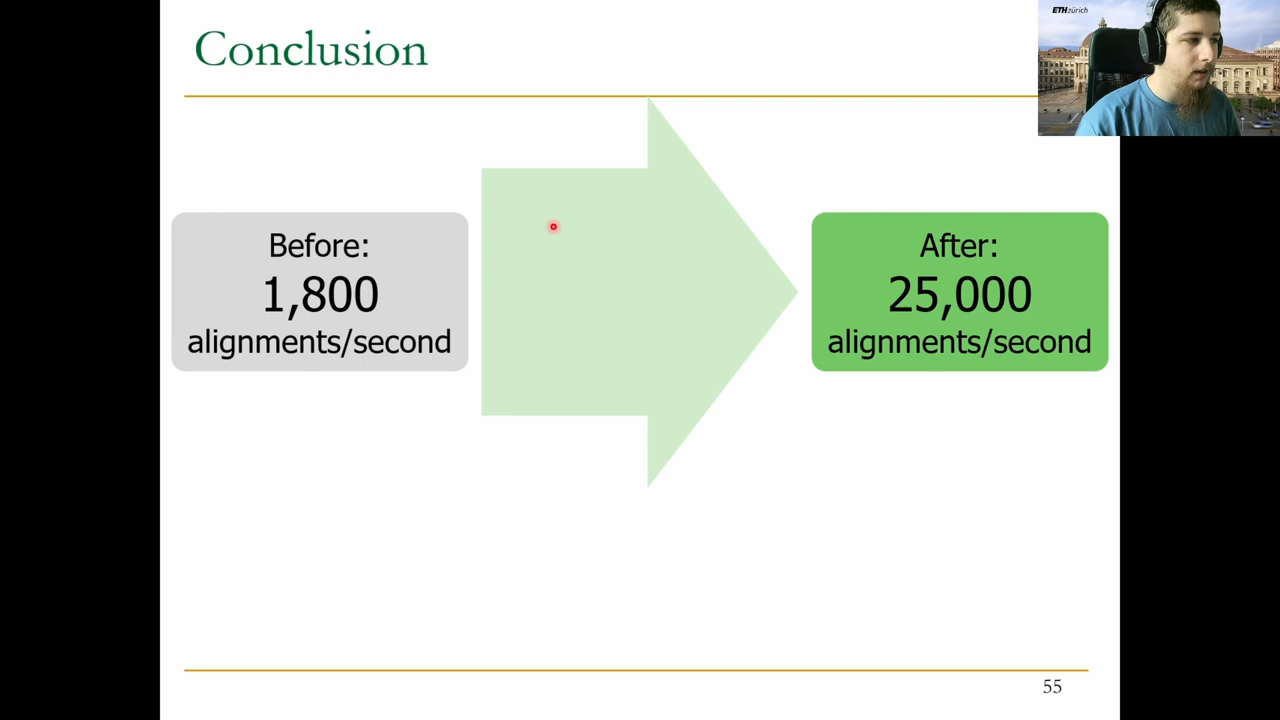 Conclusion
ETH zürich
Before:
1,800
alignments/second
After:
25,000
alignments/second
55